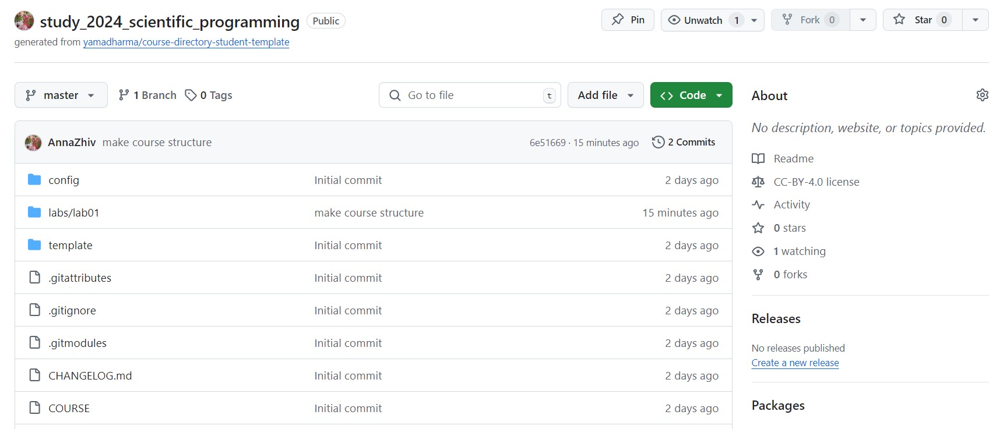 study_2024_scientific_programming Public Pin Unwatch 1 Fork 0 Star 0
generated from yamadharma/course-directory-student-template
master 1 Branch 0 Tags Go to file t Add file Code
AnnaZhiv make course structure 6e51669 · 15 minutes ago 2 Commits
config Initial commit 2 days ago
labs/lab01 make course structure 15 minutes ago
template Initial commit 2 days ago
.gitattributes Initial commit 2 days ago
.gitignore Initial commit 2 days ago
.gitmodules Initial commit 2 days ago
CHANGELOG.md Initial commit 2 days ago
COURSE Initial commit 2 days ago
About
No description, website, or topics provided.
Readme
CC-BY-4.0 license
Activity
0 stars
1 watching
0 forks
Releases
No releases published
Create a new release
Packages